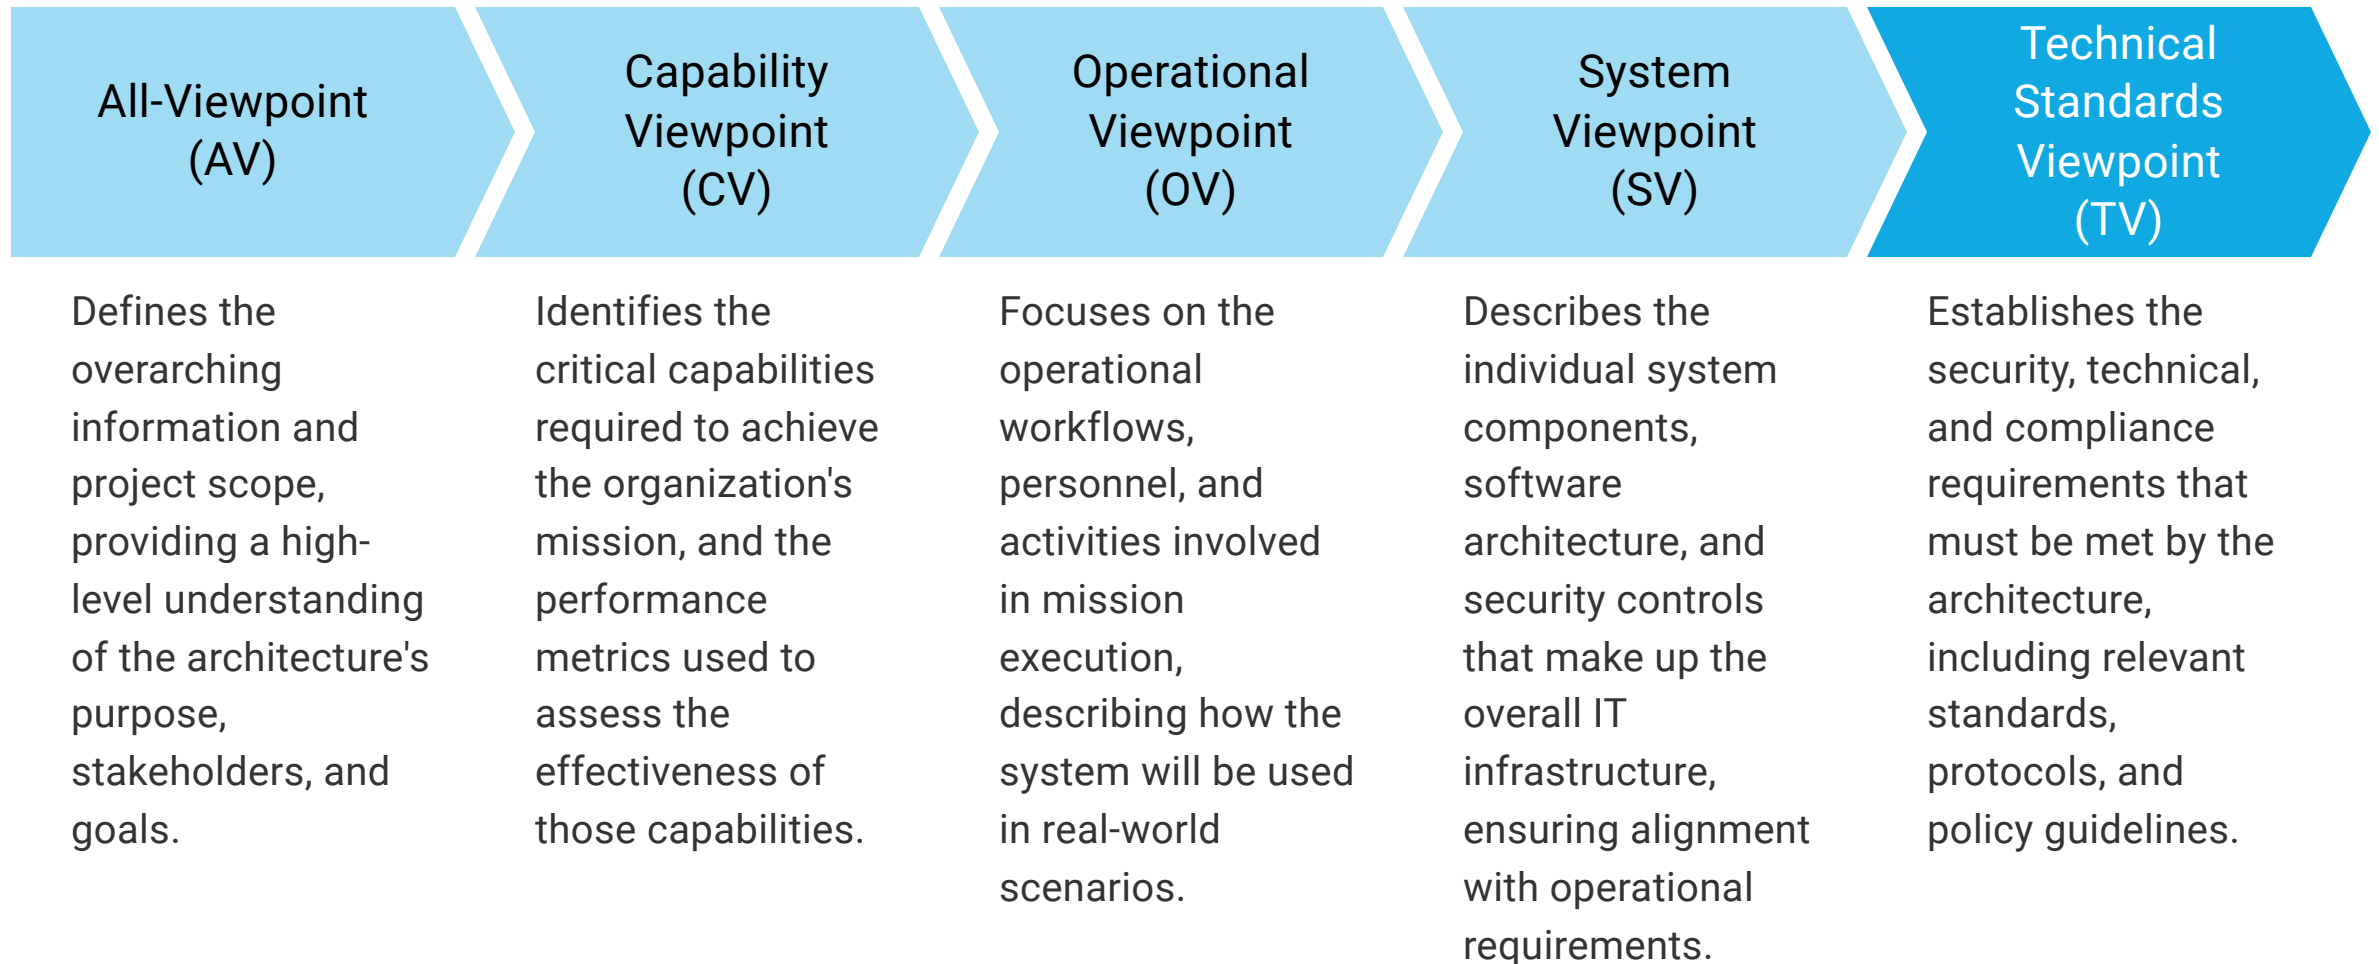 All-Viewpoint
(AV)
Capability
Viewpoint
(CV)
Operational
Viewpoint
(OV)
System
Viewpoint
(SV)
Technical
Standards
Viewpoint
(TV)
Defines the
overarching
information and
project scope,
providing a high-
level understanding
of the architecture's
purpose,
stakeholders, and
goals.
Identifies the
critical capabilities
required to achieve
the organization's
mission, and the
performance
metrics used to
assess the
effectiveness of
those capabilities.
Focuses on the
operational
workflows,
personnel, and
activities involved
in mission
execution,
describing how the
system will be used
in real-world
scenarios.
Describes the
individual system
components,
software
architecture, and
security controls
that make up the
overall IT
infrastructure,
ensuring alignment
with operational
requirements.
Establishes the
security, technical,
and compliance
requirements that
must be met by the
architecture,
including relevant
standards,
protocols, and
policy guidelines.